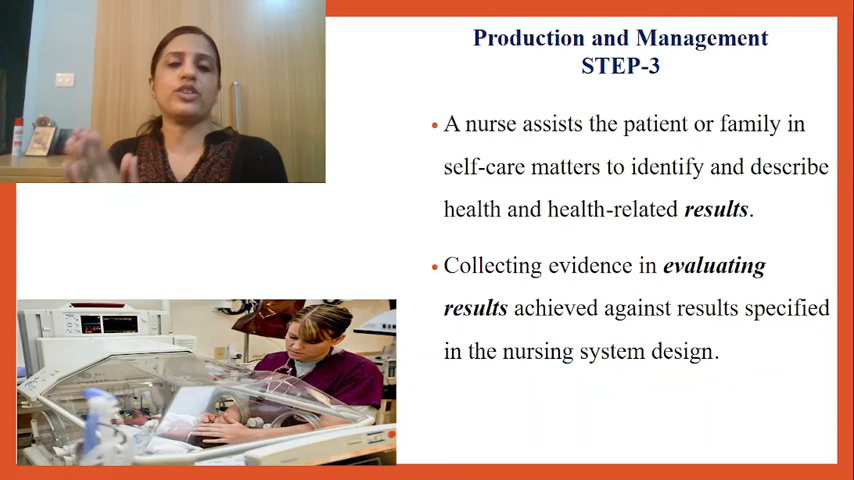 Production and Management
STEP-3
• A nurse assists the patient or family in
self-care matters to identify and describe
health and health-related results.
• Collecting evidence in evaluating
results achieved against results specified
in the nursing system design.